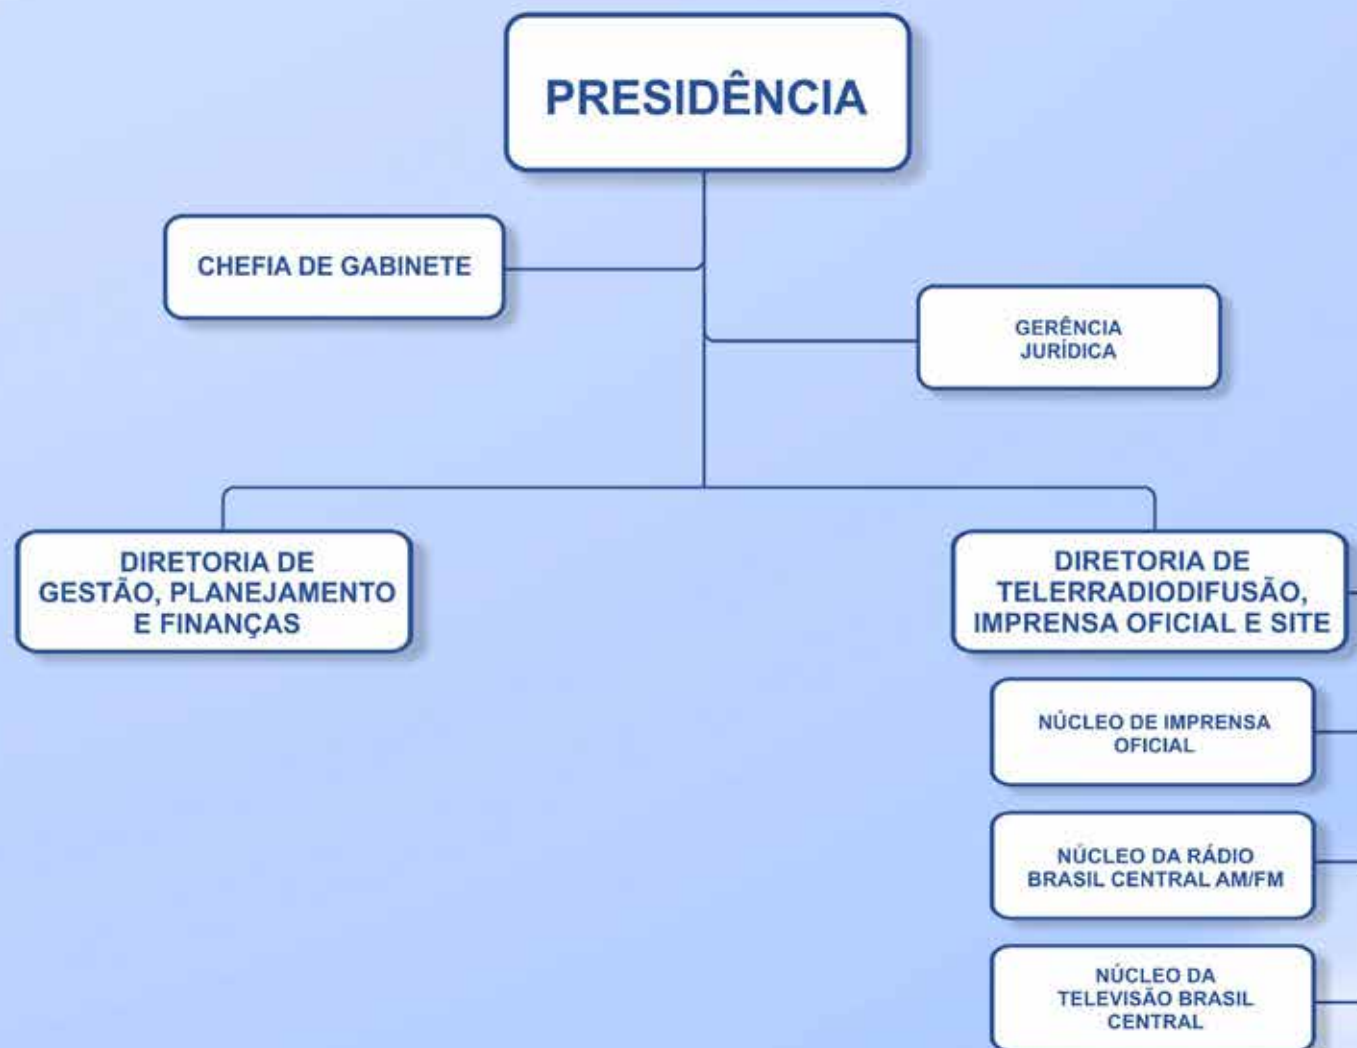 PRESIDÊNCIA
CHEFIA DE GABINETE
GERÊNCIA
JURÍDICA
DIRETORIA DE
GESTÃO, PLANEJAMENTO
E FINANÇAS
DIRETORIA DE
TELERRADIODIFUSÃO,
IMPRENSA OFICIAL E SITE
NÚCLEO DE IMPRENSA
OFICIAL
NÚCLEO DA RÁDIO
BRASIL CENTRAL AM/FM
NÚCLEO DA
TELEVISÃO BRASIL
CENTRAL